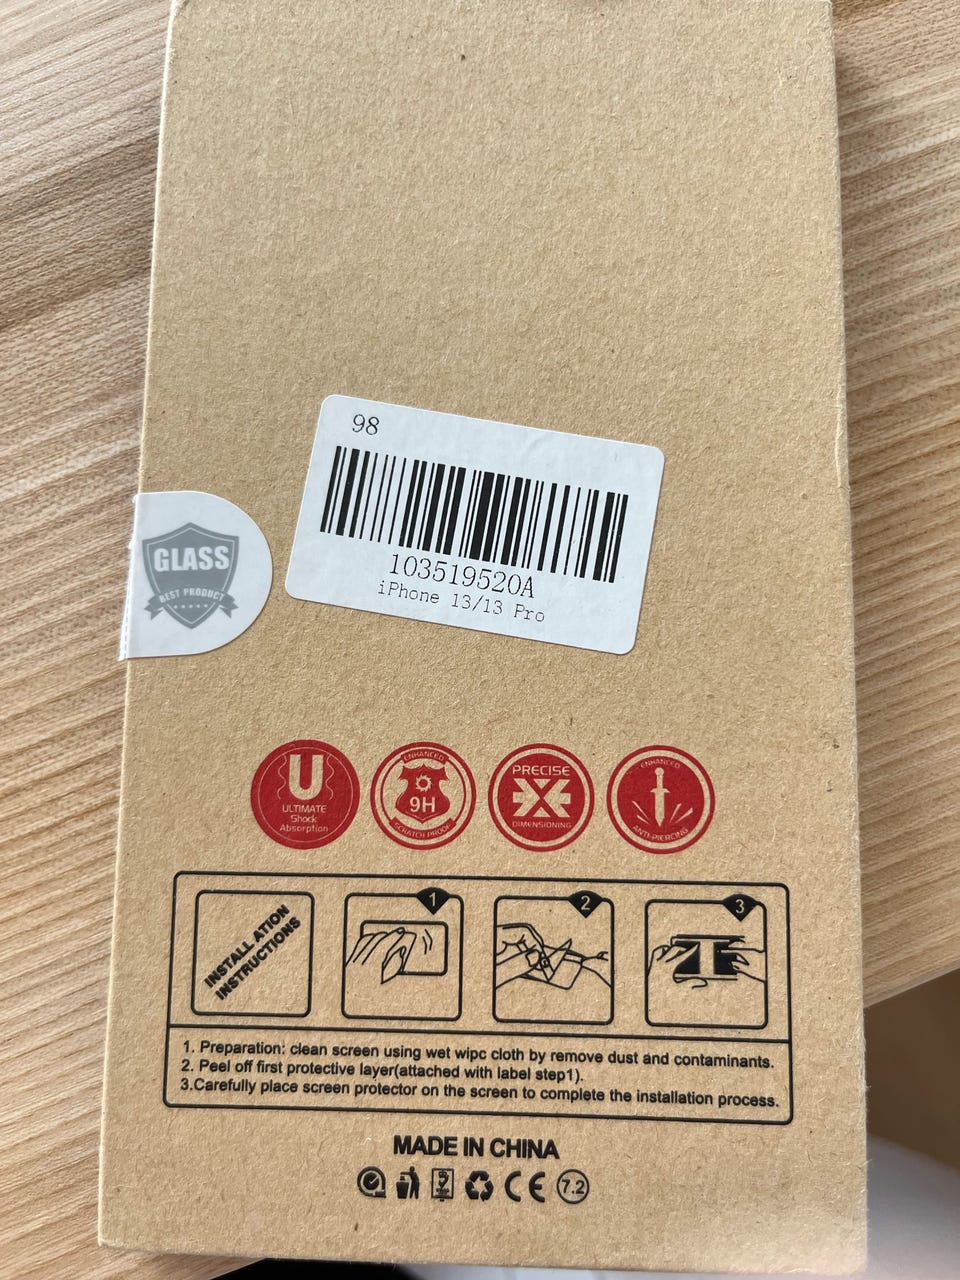 98
103519520A
iPhone 13/13 Pro
GLASS
BEST PRODUCT
U
ULTIMATE
Shock
Absorption
ENHANCED
9H
SCRATCH PROOF
PRECISE
DIMENSIONING
ENHANCED
ANTI-PIERCING
INSTALLATION
INSTRUCTIONS
1
2
3
1. Preparation: clean screen using wet wipc cloth by remove dust and contaminants.
2. Peel off first protective layer(attached with label step1).
3.Carefully place screen protector on the screen to complete the installation process.
MADE IN CHINA
CE
7.2